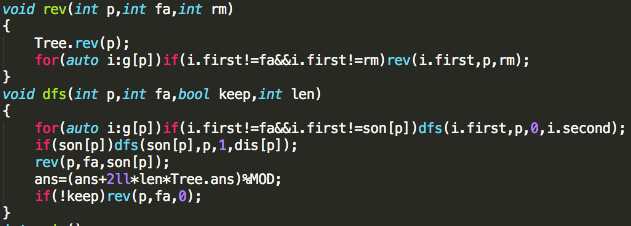 void rev(int p,int fa,int rm)
{
    Tree.rev(p);
    for(auto i:g[p])if(i.first!=fa&&i.first!=rm)rev(i.first,p,rm);
}
void dfs(int p,int fa,bool keep,int len)
{
    for(auto i:g[p])if(i.first!=fa&&i.first!=son[p])dfs(i.first,p,0,i.second);
    if(son[p])dfs(son[p],p,1,dis[p]);
    rev(p,fa,son[p]);
    ans=(ans+2ll*len*Tree.ans)%MOD;
    if(!keep)rev(p,fa,0);
}